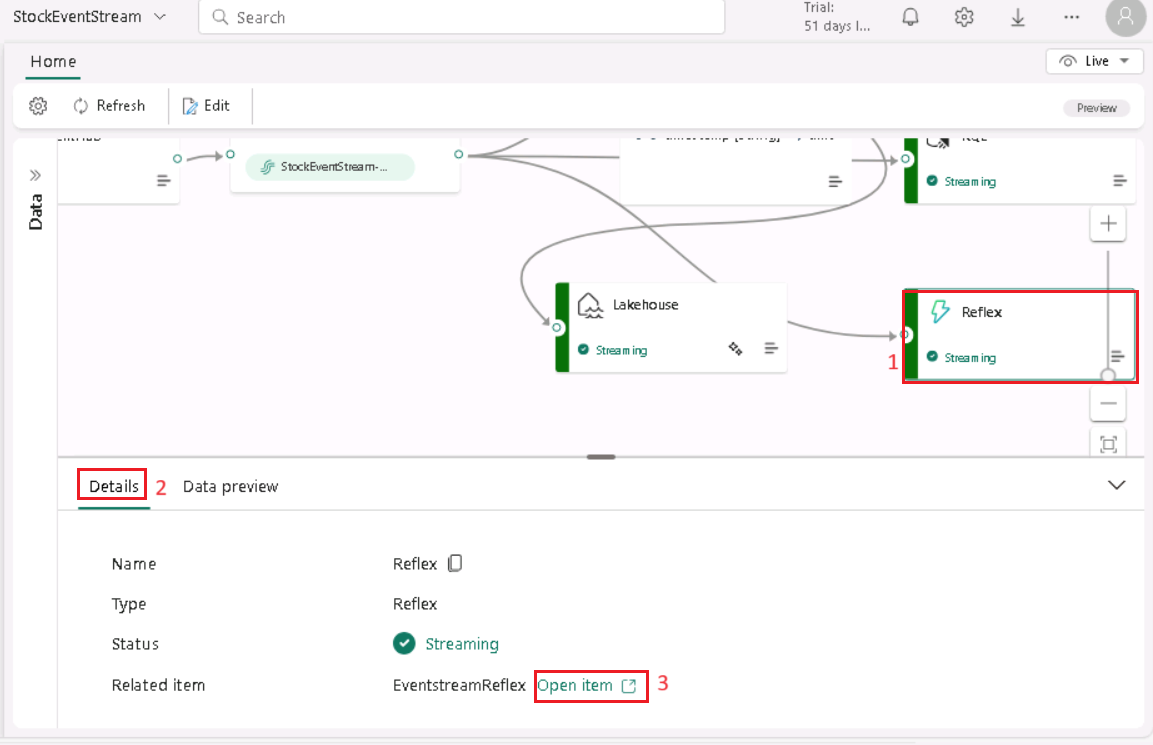 StockEventStream
Search
Trial:
51 days l...
Home
Live
Refresh
Edit
Preview
StockEventStream-...
KQL
Streaming
Data
Lakehouse
Streaming
Reflex
Streaming
1
Details
2
Data preview
Name
Reflex
Type
Reflex
Status
Streaming
Related item
EventstreamReflex
Open item
3